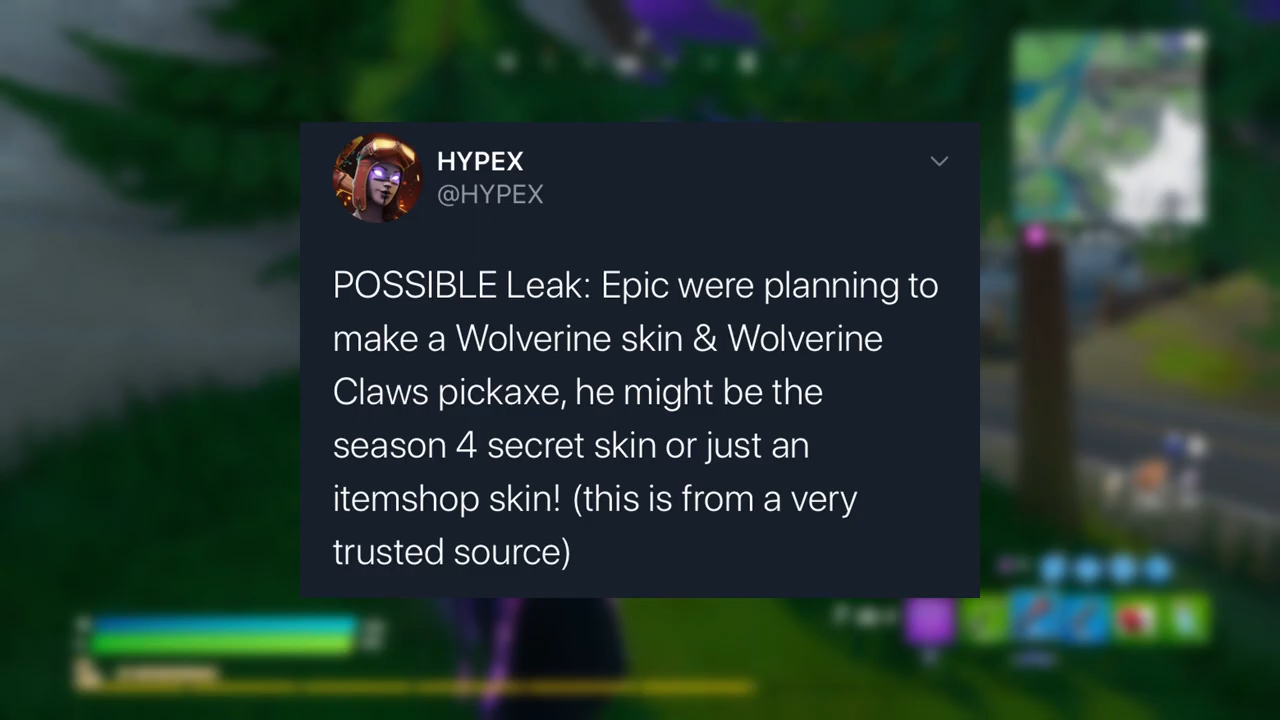 HYPEX
@HYPEX
POSSIBLE Leak: Epic were planning to
make a Wolverine skin & Wolverine
Claws pickaxe, he might be the
season 4 secret skin or just an
itemshop skin! (this is from a very
trusted source)